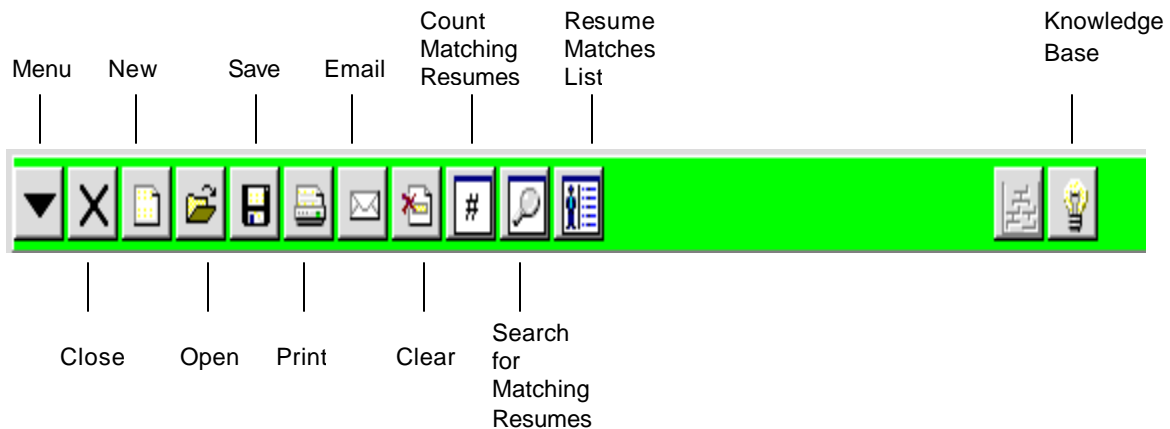 Count
Matching
Resumes
Resume
Matches
List
Knowledge
Base
Menu
New
Save
Email
#
Close
Open
Print
Clear
Search
for
Matching
Resumes